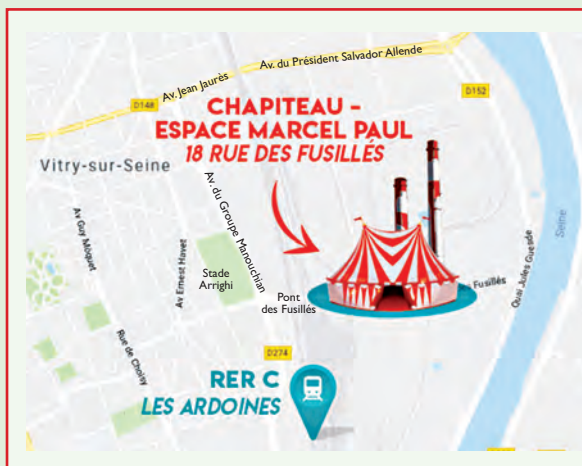 Av. du Président Salvador Allende
Av. Jean Jaurès
D148
D152
CHAPITEAU -
ESPACE MARCEL PAUL
18 RUE DES FUSILLÉS
Vitry-sur-Seine
Av. du Groupe Manouchian
Av Guy Môquet
Av Ernest Havet
Stade
Arrighi
Pont
des Fusillés
Fusillés
Quai Jules Guesde
Seine
Rue de Choisy
D274
RER C
LES ARDOINES